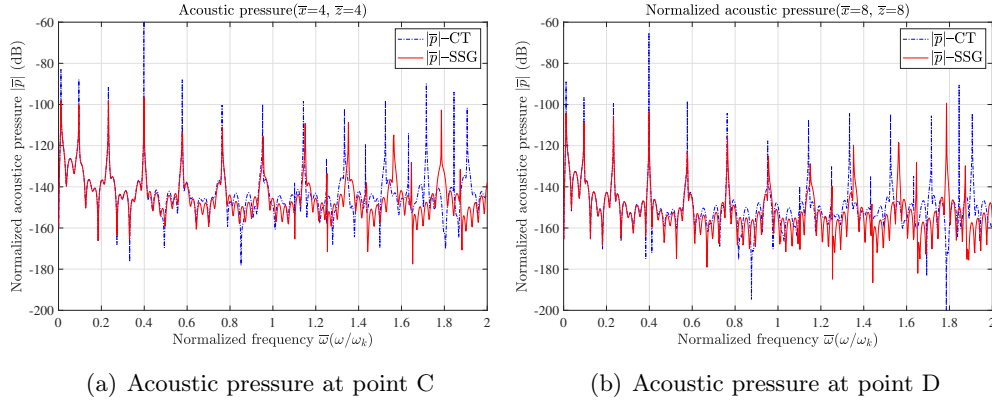 Acoustic pressure(x̅=4, z̅=4)
Normalized acoustice pressure |p̅| (dB)
-60
-80
-100
-120
-140
-160
-180
-200
|p̅|−CT
|p̅|−SSG
0 0.2 0.4 0.6 0.8 1 1.2 1.4 1.6 1.8 2
Normalized frequency ω̅(ω/ωₖ)
(a) Acoustic pressure at point C
Normalized acoustic pressure(x̅=8, z̅=8)
Normalized acoustice pressure |p̅| (dB)
-60
-80
-100
-120
-140
-160
-180
-200
|p̅|−CT
|p̅|−SSG
0 0.2 0.4 0.6 0.8 1 1.2 1.4 1.6 1.8 2
Normalized frequency ω̅(ω/ωₖ)
(b) Acoustic pressure at point D